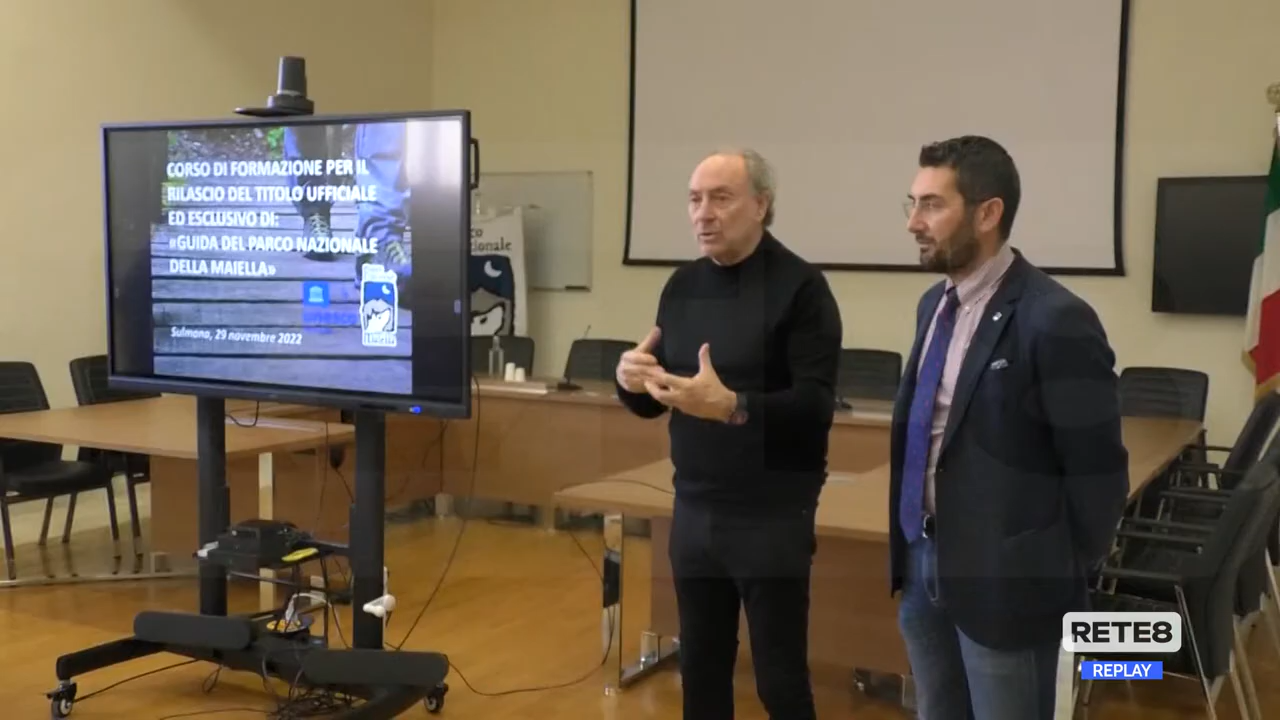 CORSO DI FORMAZIONE PER IL
RILASCIO DEL TITOLO UFFICIALE
ED ESCLUSIVO DI:
«GUIDA DEL PARCO NAZIONALE
DELLA MAIELLA»
unesco
Sulmona, 29 novembre 2022
RETE8
REPLAY